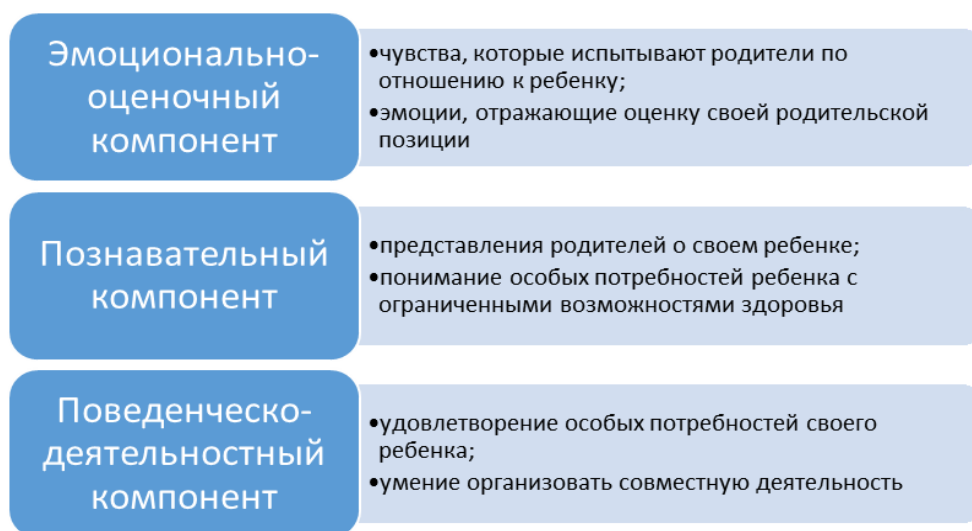 Эмоционально-
оценочный
компонент
•чувства, которые испытывают родители по
отношению к ребенку;
•эмоции, отражающие оценку своей родительской
позиции
Познавательный
компонент
•представления родителей о своем ребенке;
•понимание особых потребностей ребенка с
ограниченными возможностями здоровья
Поведенческо-
деятельностный
компонент
•удовлетворение особых потребностей своего
ребенка;
•умение организовать совместную деятельность